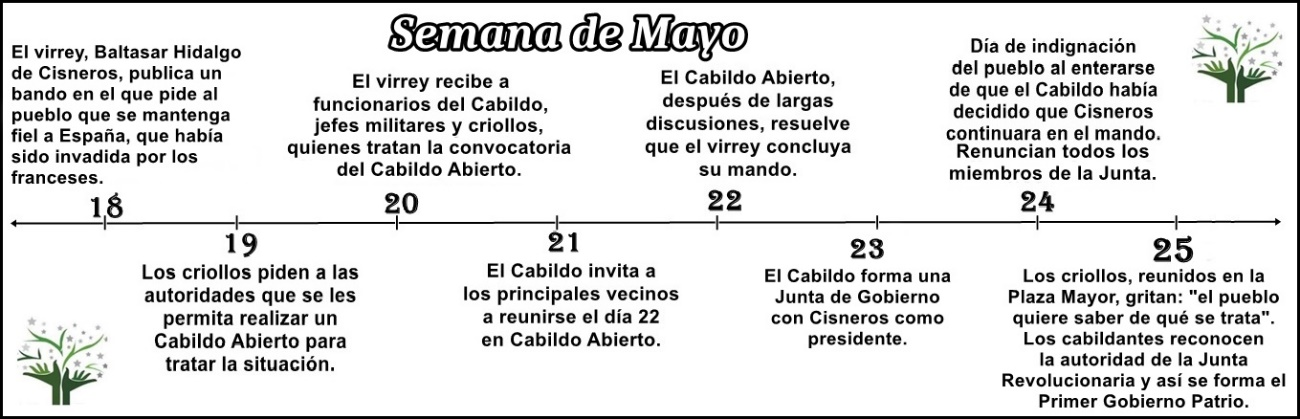 Semana de Mayo
El virrey, Baltasar Hidalgo
de Cisneros, publica un
bando en el que pide al
pueblo que se mantenga
fiel a España, que había
sido invadida por los
franceses.
18
19
Los criollos piden a las
autoridades que se les
permita realizar un
Cabildo Abierto para
tratar la situación.
El virrey recibe a
funcionarios del Cabildo,
jefes militares y criollos,
quienes tratan la convocatoria
del Cabildo Abierto.
20
21
El Cabildo invita a
los principales vecinos
a reunirse el día 22
en Cabildo Abierto.
El Cabildo Abierto,
después de largas
discusiones, resuelve
que el virrey concluya
su mando.
22
23
El Cabildo forma una
Junta de Gobierno
con Cisneros como
presidente.
Día de indignación
del pueblo al enterarse
de que el Cabildo había
decidido que Cisneros
continuara en el mando.
Renuncian todos los
miembros de la Junta.
24
25
Los criollos, reunidos en la
Plaza Mayor, gritan: "el pueblo
quiere saber de qué se trata".
Los cabildantes reconocen
la autoridad de la Junta
Revolucionaria y así se forma el
Primer Gobierno Patrio.